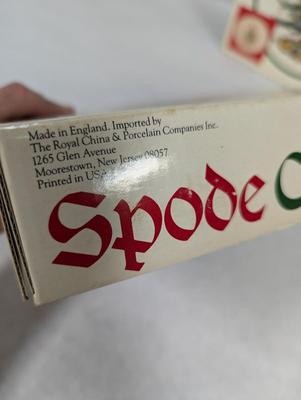 Made in England. Imported by
The Royal China & Porcelain Companies Inc.
1265 Glen Avenue
Moorestown, New Jersey 08057
Printed in USA
Spode